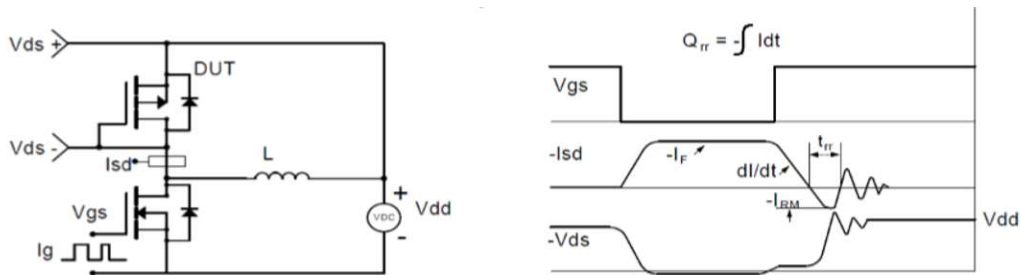 Vds +
DUT
Vds -
Isd
L
Vgs
Ig
+
VDC
-
Vdd
Qrr = -∫ Idt
Vgs
-Isd
-IF
dI/dt
trr
-IRM
Vdd
-Vds